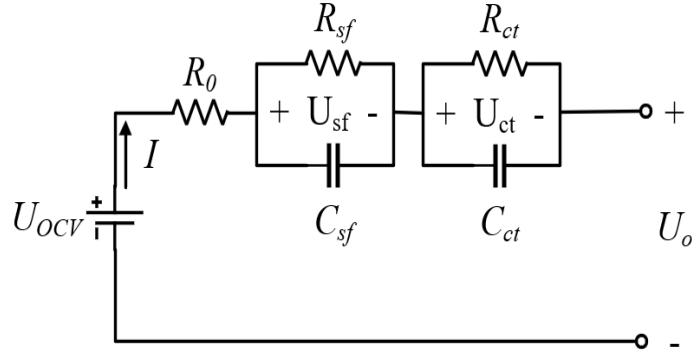 R_sf
R_ct
R_0
+ U_sf -
+ U_ct -
+
I
+
U_OCV
-
C_sf
C_ct
U_o
-